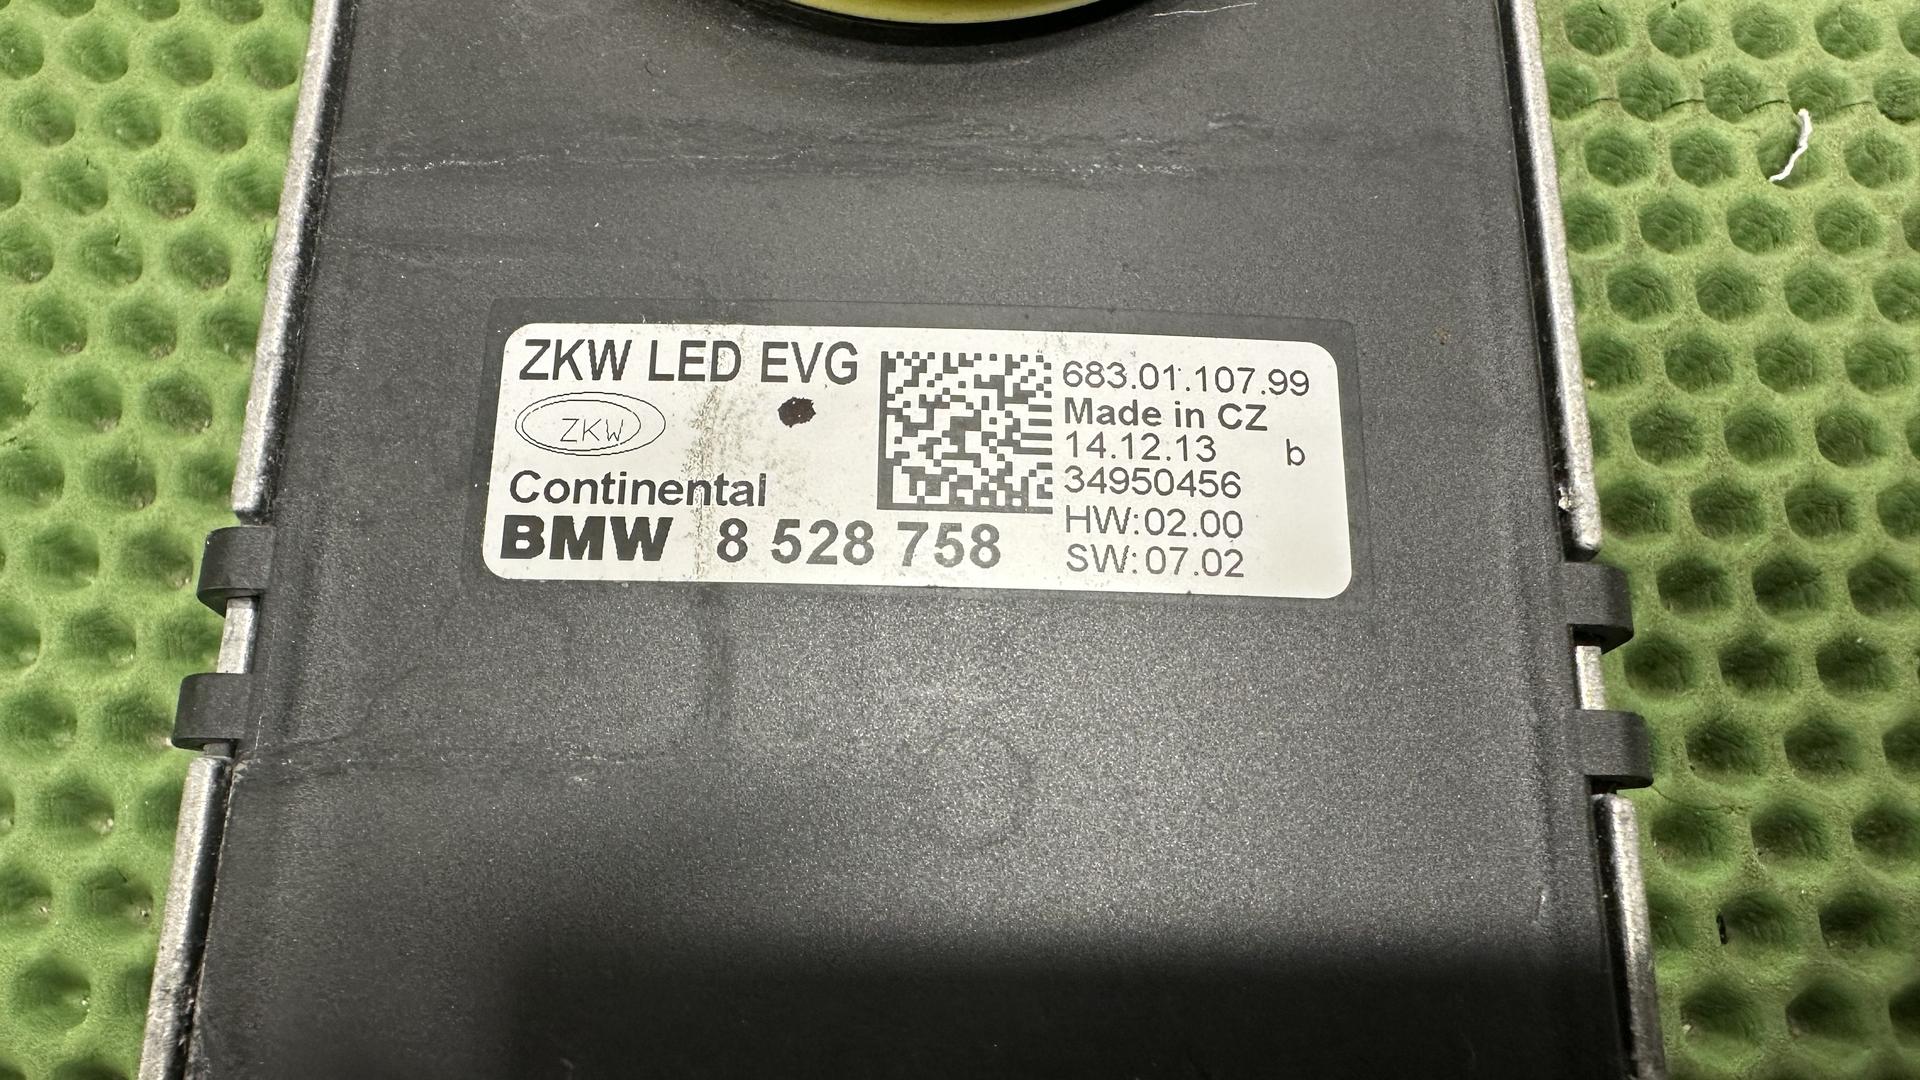 ZKW LED EVG
ZKW
Continental
BMW 8 528 758
683.01.107.99
Made in CZ
14.12.13 b
34950456
HW:02.00
SW:07.02